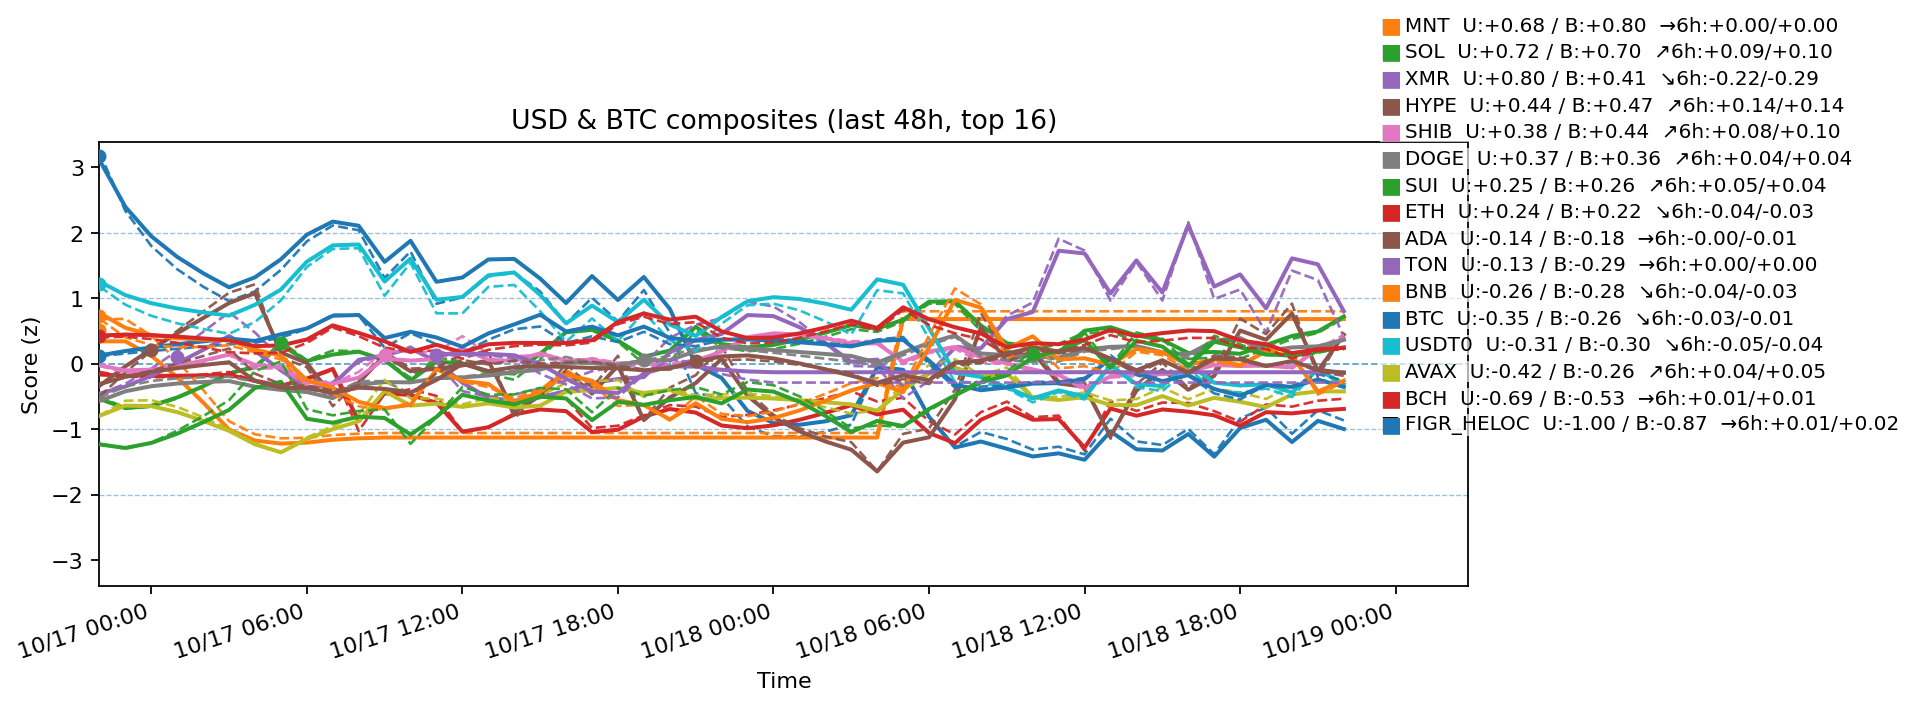 MNT  U:+0.68 / B:+0.80  →6h:+0.00/+0.00
SOL  U:+0.72 / B:+0.70  ↗6h:+0.09/+0.10
XMR  U:+0.80 / B:+0.41  ↘6h:-0.22/-0.29
HYPE  U:+0.44 / B:+0.47  ↗6h:+0.14/+0.14
SHIB  U:+0.38 / B:+0.44  ↗6h:+0.08/+0.10
DOGE  U:+0.37 / B:+0.36  ↗6h:+0.04/+0.04
SUI  U:+0.25 / B:+0.26  ↗6h:+0.05/+0.04
ETH  U:+0.24 / B:+0.22  ↘6h:-0.04/-0.03
ADA  U:-0.14 / B:-0.18  →6h:-0.00/-0.01
TON  U:-0.13 / B:-0.29  →6h:+0.00/+0.00
BNB  U:-0.26 / B:-0.28  ↘6h:-0.04/-0.03
BTC  U:-0.35 / B:-0.26  ↘6h:-0.03/-0.01
USDT0  U:-0.31 / B:-0.30  ↘6h:-0.05/-0.04
AVAX  U:-0.42 / B:-0.26  ↗6h:+0.04/+0.05
BCH  U:-0.69 / B:-0.53  →6h:+0.01/+0.01
FIGR_HELOC  U:-1.00 / B:-0.87  →6h:+0.01/+0.02
USD & BTC composites (last 48h, top 16)
Score (z)
3
2
1
0
−1
−2
−3
10/17 00:00
10/17 06:00
10/17 12:00
10/17 18:00
10/18 00:00
10/18 06:00
10/18 12:00
10/18 18:00
10/19 00:00
Time